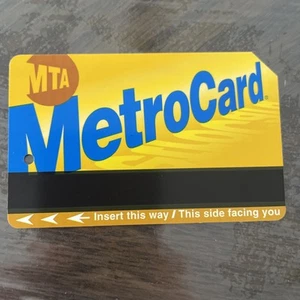 MTA
MetroCard
Insert this way / This side facing you